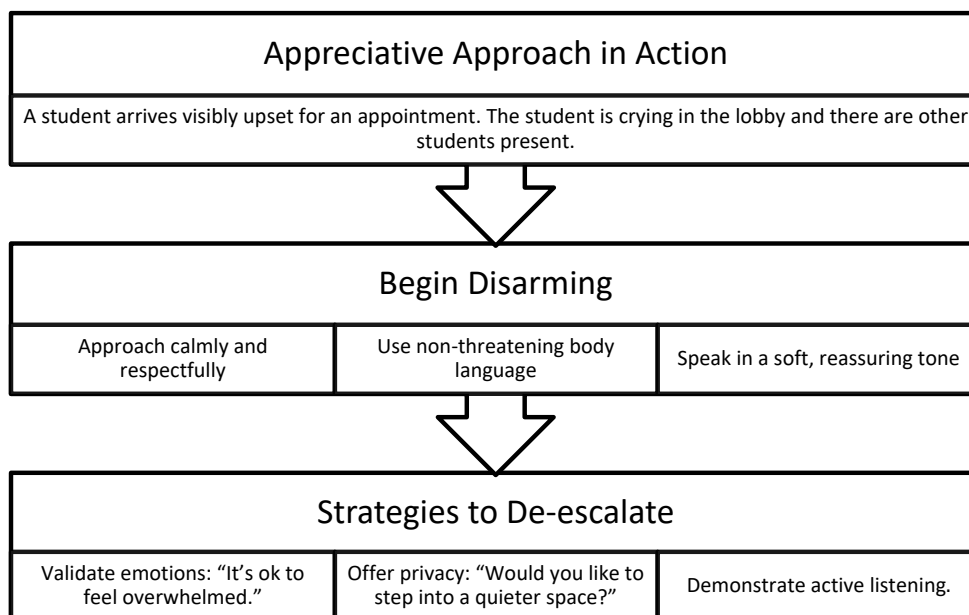 Appreciative Approach in Action
A student arrives visibly upset for an appointment. The student is crying in the lobby and there are other
students present.
Begin Disarming
Approach calmly and
respectfully
Use non-threatening body
language
Speak in a soft, reassuring tone
Strategies to De-escalate
Validate emotions: “It’s ok to
feel overwhelmed.”
Offer privacy: “Would you like to
step into a quieter space?”
Demonstrate active listening.